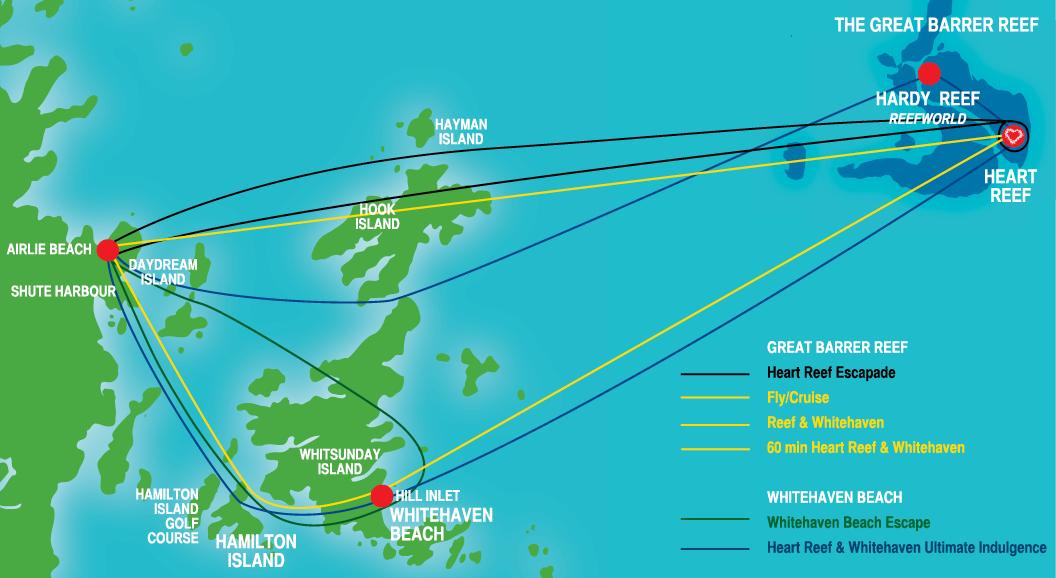 THE GREAT BARRER REEF
HARDY REEF
REEFWORLD
HEART
REEF
HAYMAN
ISLAND
HOOK
ISLAND
AIRLIE BEACH
DAYDREAM
ISLAND
SHUTE HARBOUR
WHITSUNDAY
ISLAND
HILL INLET
WHITEHAVEN
BEACH
HAMILTON
ISLAND
GOLF
COURSE
HAMILTON
ISLAND
GREAT BARRER REEF
Heart Reef Escapade
Fly/Cruise
Reef & Whitehaven
60 min Heart Reef & Whitehaven
WHITEHAVEN BEACH
Whitehaven Beach Escape
Heart Reef & Whitehaven Ultimate Indulgence